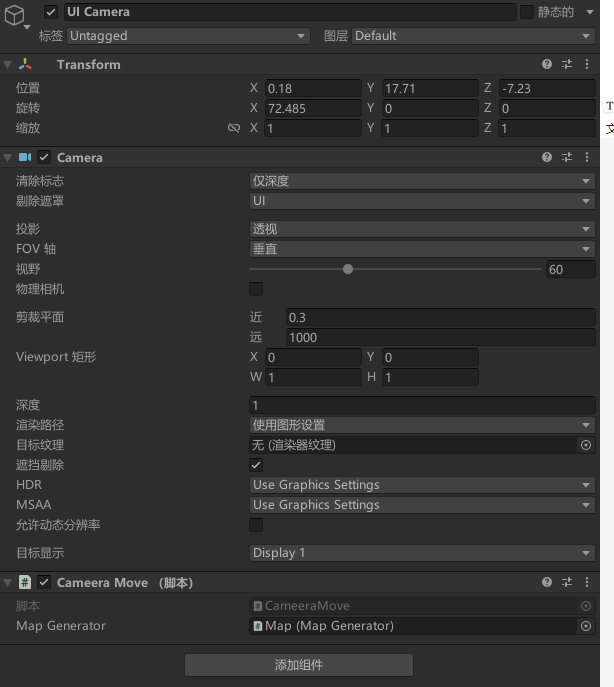 UI Camera 静态的
标签 Untagged 图层 Default
Transform
位置 X 0.18 Y 17.71 Z -7.23
旋转 X 72.485 Y 0 Z 0
缩放 X 1 Y 1 Z 1
Camera
清除标志 仅深度
剔除遮罩 UI
投影 透视
FOV 轴 垂直
视野 60
物理相机
剪裁平面 近 0.3
远 1000
Viewport 矩形 X 0 Y 0
W 1 H 1
深度 1
渲染路径 使用图形设置
目标纹理 无 (渲染器纹理)
遮挡剔除
HDR Use Graphics Settings
MSAA Use Graphics Settings
允许动态分辨率
目标显示 Display 1
# Cameera Move （脚本）
脚本 # CameeraMove
Map Generator # Map (Map Generator)
添加组件